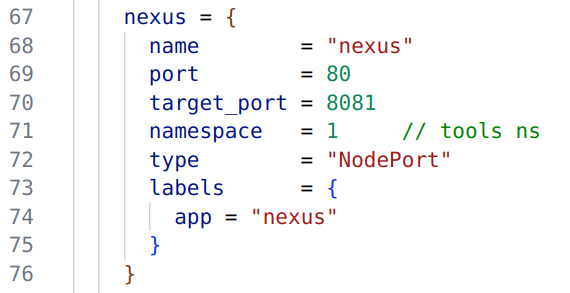 67 nexus = {
68 name = "nexus"
69 port = 80
70 target_port = 8081
71 namespace = 1 // tools ns
72 type = "NodePort"
73 labels = {
74 app = "nexus"
75 }
76 }